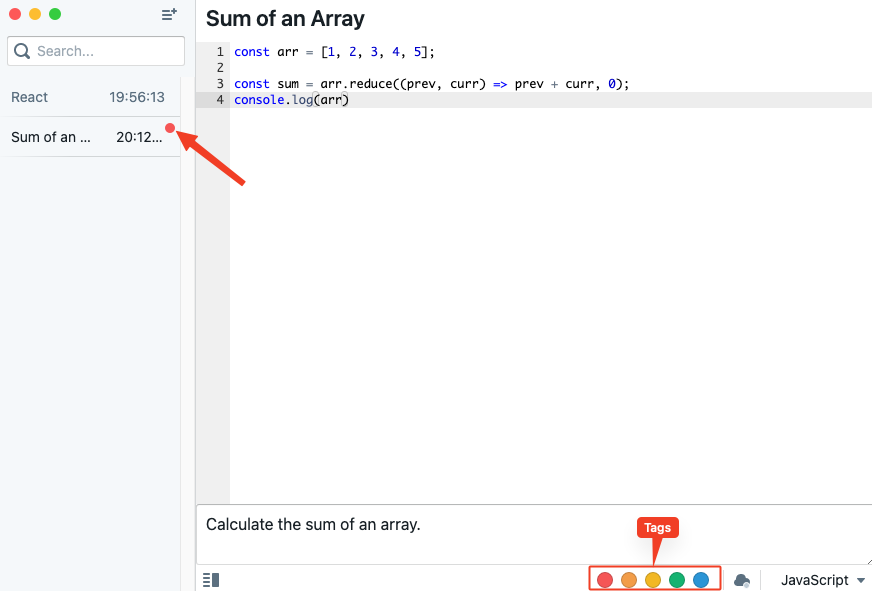 Sum of an Array
Search...
React 19:56:13
Sum of an ... 20:12...
1 const arr = [1, 2, 3, 4, 5];
2
3 const sum = arr.reduce((prev, curr) => prev + curr, 0);
4 console.log(arr)
Calculate the sum of an array.
Tags
JavaScript